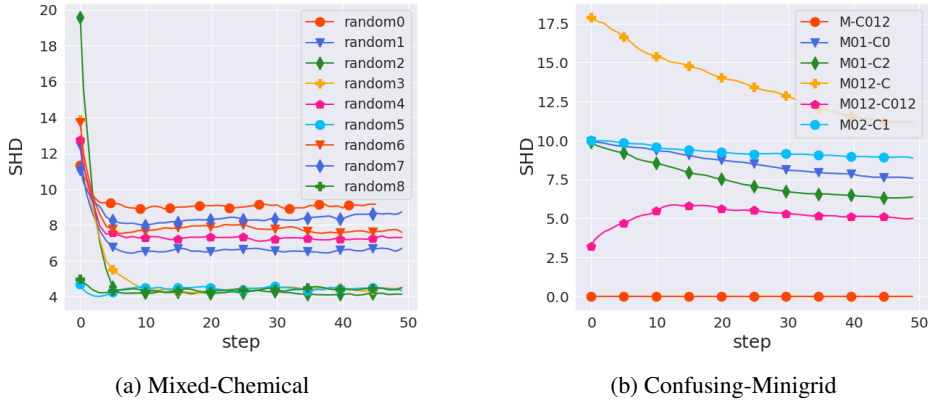 20
18
16
14
12
10
8
6
4
SHD
0
10
20
30
40
50
step
random0
random1
random2
random3
random4
random5
random6
random7
random8
(a) Mixed-Chemical
17.5
15.0
12.5
10.0
7.5
5.0
2.5
0.0
SHD
0
10
20
30
40
50
step
M-C012
M01-C0
M01-C2
M012-C
M012-C012
M02-C1
(b) Confusing-Minigrid